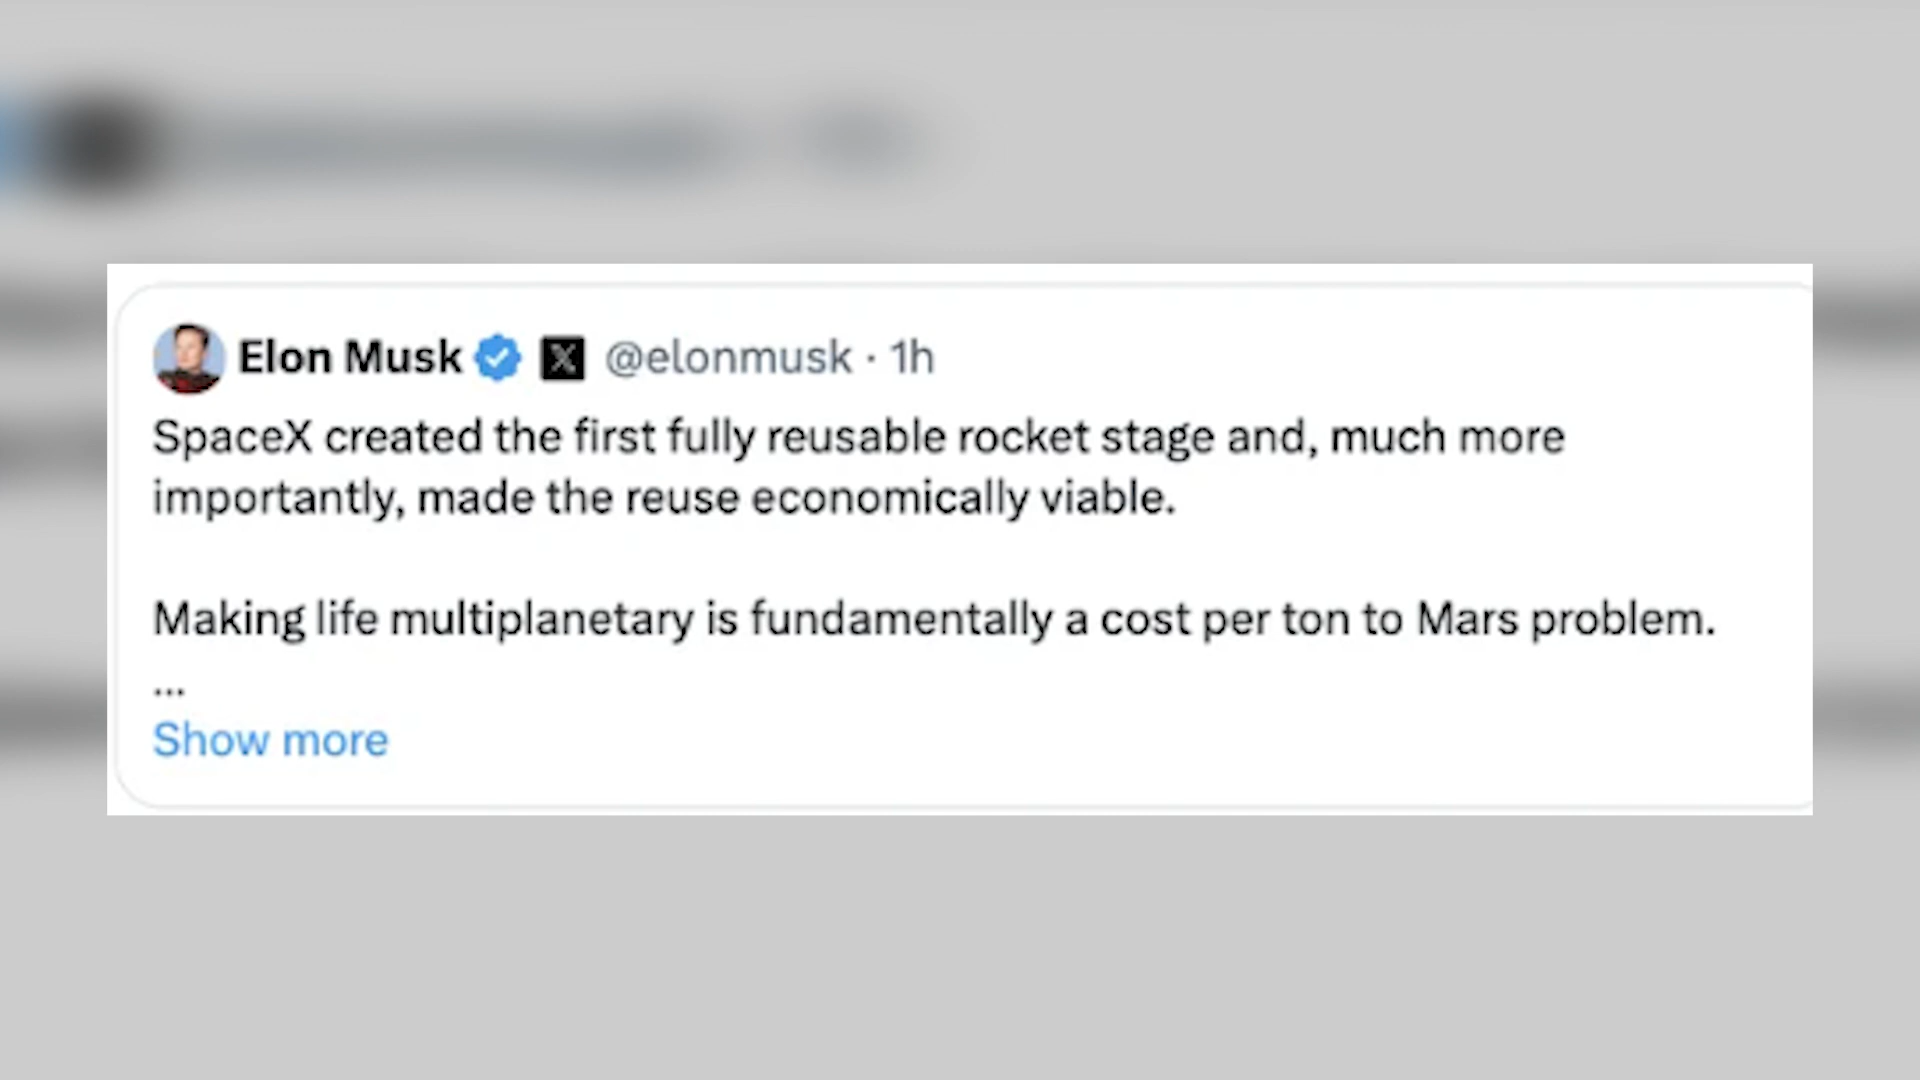 Elon Musk @elonmusk · 1h
SpaceX created the first fully reusable rocket stage and, much more
importantly, made the reuse economically viable.
Making life multiplanetary is fundamentally a cost per ton to Mars problem.
...
Show more